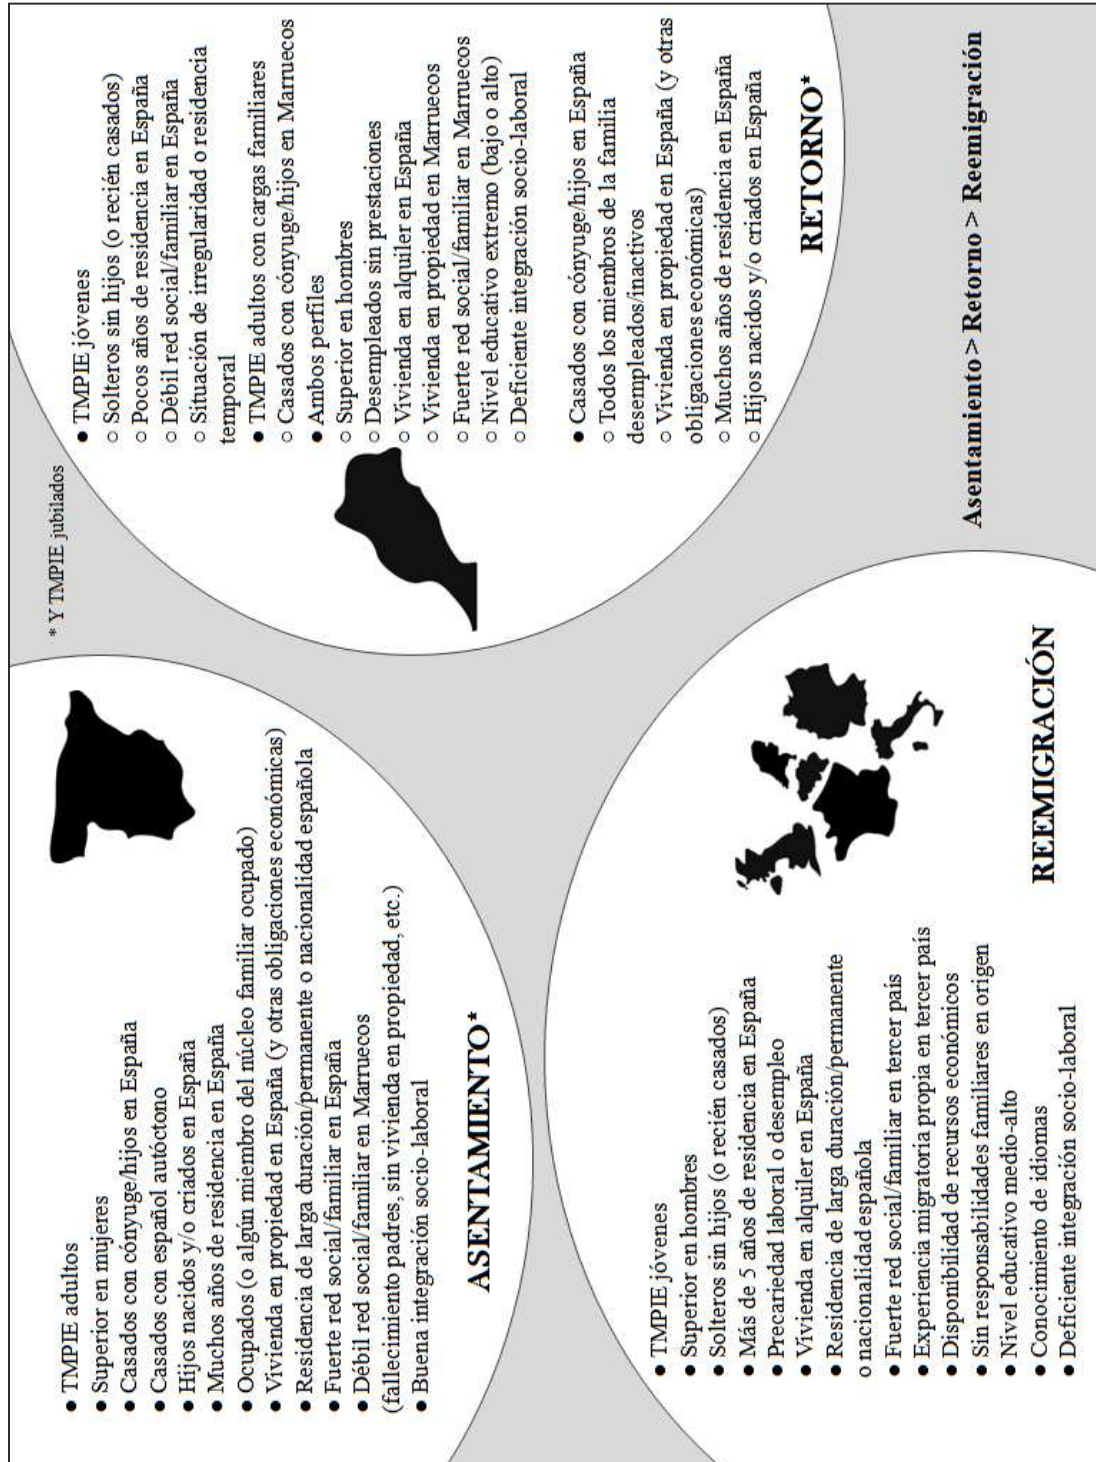 ● TMPIE adultos
● Superior en mujeres
● Casados con cónyuge/hijos en España
● Casados con español autóctono
● Hijos nacidos y/o criados en España
● Muchos años de residencia en España
● Ocupados (o algún miembro del núcleo familiar ocupado)
● Vivienda en propiedad en España (y otras obligaciones económicas)
● Residencia de larga duración/permanente o nacionalidad española
● Fuerte red social/familiar en España
● Débil red social/familiar en Marruecos
(fallecimiento padres, sin vivienda en propiedad, etc.)
● Buena integración socio-laboral
ASENTAMIENTO*
* Y TMPIE jubilados
● TMPIE jóvenes
○ Solteros sin hijos (o recién casados)
○ Pocos años de residencia en España
○ Débil red social/familiar en España
○ Situación de irregularidad o residencia
temporal
● TMPIE adultos con cargas familiares
○ Casados con cónyuge/hijos en Marruecos
● Ambos perfiles
○ Superior en hombres
○ Desempleados sin prestaciones
○ Vivienda en alquiler en España
○ Vivienda en propiedad en Marruecos
○ Fuerte red social/familiar en Marruecos
○ Nivel educativo extremo (bajo o alto)
○ Deficiente integración socio-laboral
● Casados con cónyuge/hijos en España
○ Todos los miembros de la familia
desempleados/inactivos
○ Vivienda en propiedad en España (y otras
obligaciones económicas)
○ Muchos años de residencia en España
○ Hijos nacidos y/o criados en España
RETORNO*
● TMPIE jóvenes
● Superior en hombres
● Solteros sin hijos (o recién casados)
● Más de 5 años de residencia en España
● Precariedad laboral o desempleo
● Vivienda en alquiler en España
● Residencia de larga duración/permanente
o nacionalidad española
● Fuerte red social/familiar en tercer país
● Experiencia migratoria propia en tercer país
● Disponibilidad de recursos económicos
● Sin responsabilidades familiares en origen
● Nivel educativo medio-alto
● Conocimiento de idiomas
● Deficiente integración socio-laboral
REEMIGRACIÓN
Asentamiento > Retorno > Reemigración